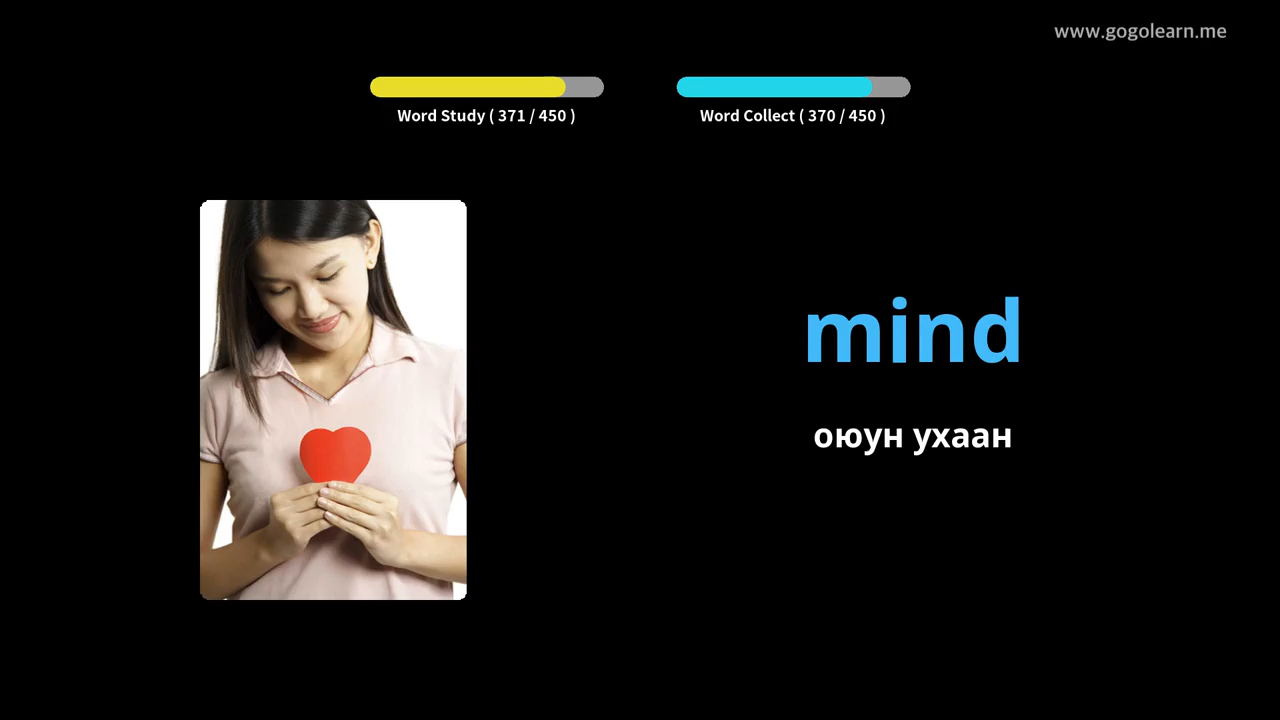 www.gogolearn.me
Word Study ( 371 / 450 )
Word Collect ( 370 / 450 )
mind
оюун ухаан